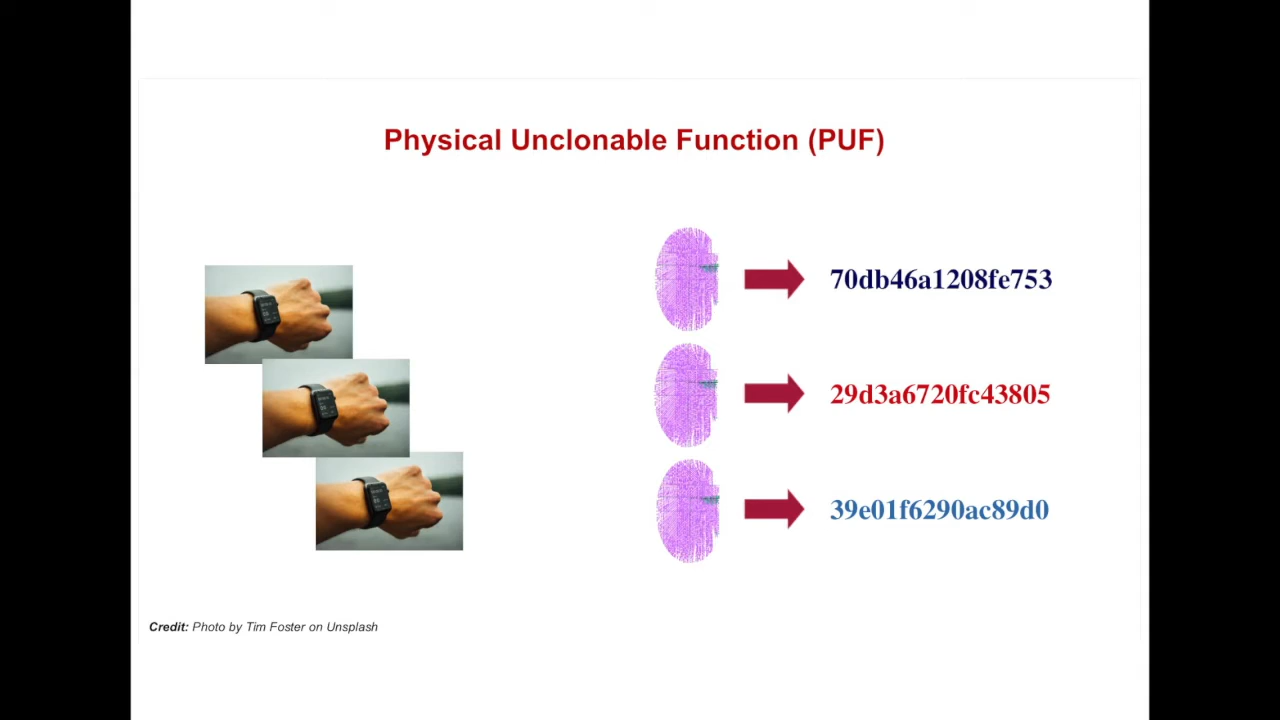 Physical Unclonable Function (PUF)
70db46a1208fe753
29d3a6720fc43805
39e01f6290ac89d0
Credit: Photo by Tim Foster on Unsplash